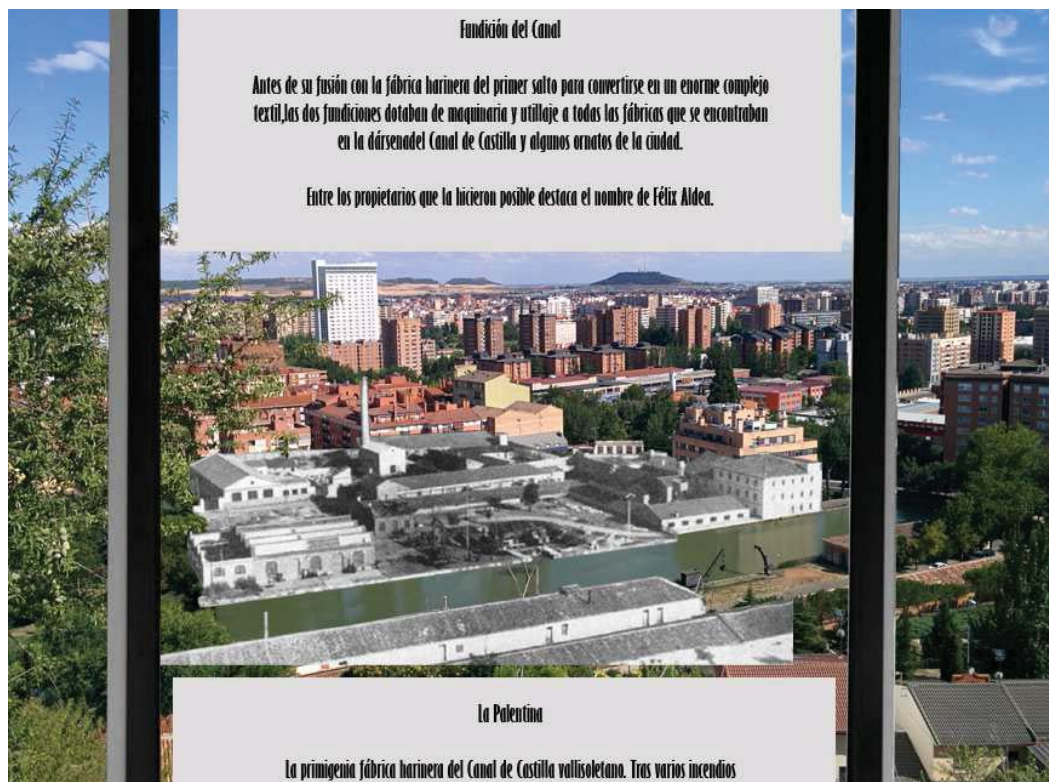 Fundición del Canal
Antes de su fusión con la fábrica harinera del primer salto para convertirse en un enorme complejo
textil,las dos fundiciones dotaban de maquinaria y utillaje a todas las fábricas que se encontraban
en la dársenadel Canal de Castilla y algunos ornatos de la ciudad.
Entre los propietarios que la hicieron posible destaca el nombre de Félix Aldea.
La Palentina
La primigenia fábrica harinera del Canal de Castilla vallisoletano. Tras varios incendios